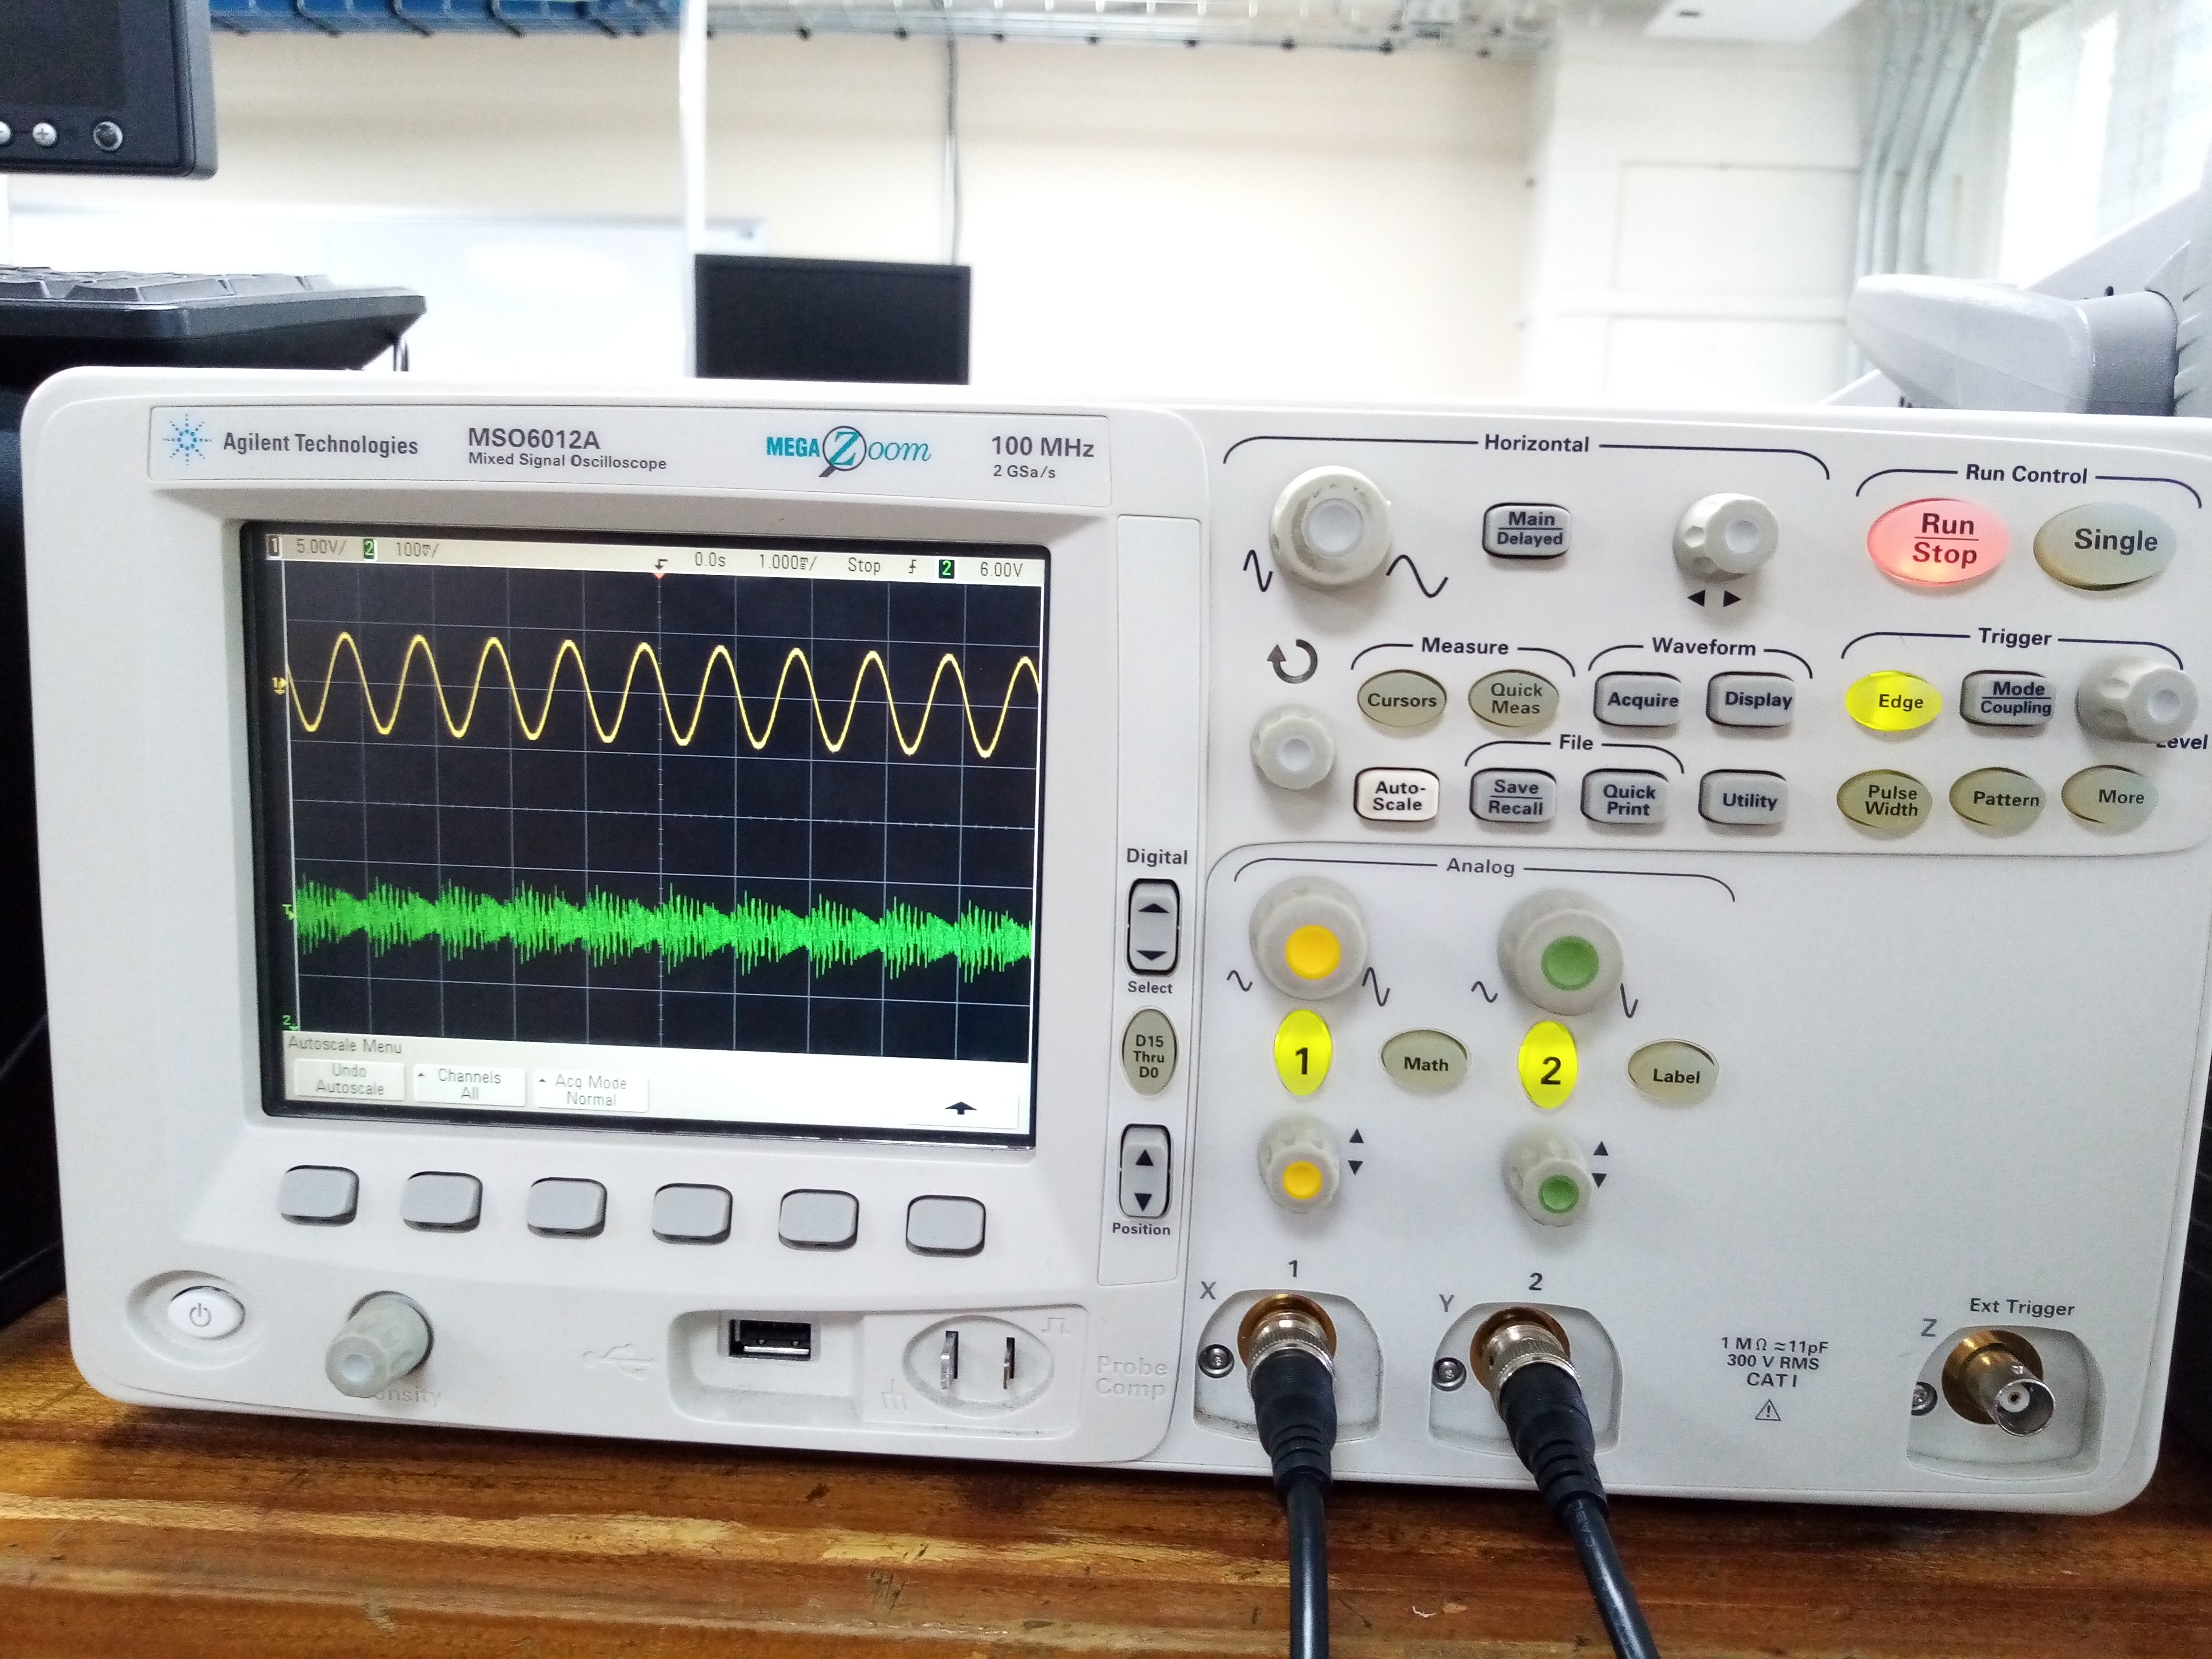 Agilent Technologies
MSO6012A
Mixed Signal Oscilloscope
MEGA Zoom
100 MHz
2 GSa/s
1 5.00V/ 2 100mV/ 0.0s 1.000ms/ Stop 2 6.00V
1
T
2
Autoscale Menu
Undo
Autoscale
Channels
All
Acq Mode
Normal
Digital
Select
D15
Thru
D0
Position
Horizontal
Main
Delayed
Run Control
Run
Stop
Single
Measure
Cursors
Quick
Meas
Waveform
Acquire
Display
Trigger
Edge
Mode
Coupling
Level
File
Auto-
Scale
Save
Recall
Quick
Print
Utility
Pulse
Width
Pattern
More
Analog
1
Math
2
Label
X
1
Y
2
1 MΩ ≈11pF
300 V RMS
CAT I
Z
Ext Trigger
Probe
Comp